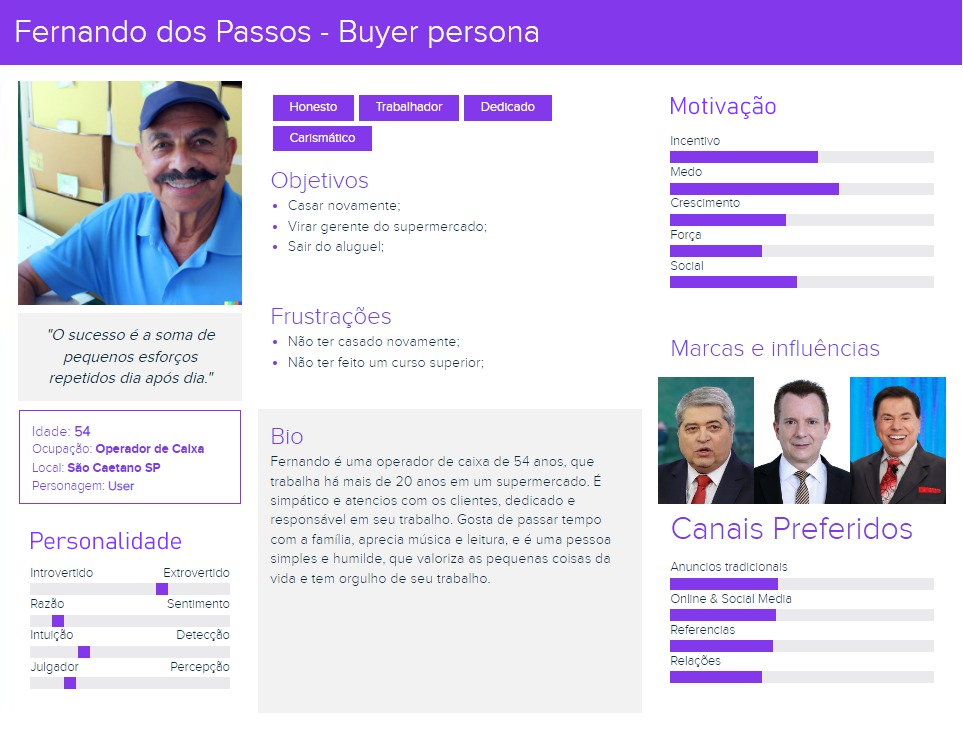 Fernando dos Passos - Buyer persona
"O sucesso é a soma de
pequenos esforços
repetidos dia após dia."
Idade: 54
Ocupação: Operador de Caixa
Local: São Caetano SP
Personagem: User
Personalidade
Introvertido Extrovertido
Razão Sentimento
Intuição Detecção
Julgador Percepção
Honesto Trabalhador Dedicado
Carismático
Objetivos
Casar novamente;
Virar gerente do supermercado;
Sair do aluguel;
Frustrações
Não ter casado novamente;
Não ter feito um curso superior;
Bio
Fernando é uma operador de caixa de 54 anos, que
trabalha há mais de 20 anos em um supermercado. É
simpático e atencios com os clientes, dedicado e
responsável em seu trabalho. Gosta de passar tempo
com a família, aprecia música e leitura, e é uma pessoa
simples e humilde, que valoriza as pequenas coisas da
vida e tem orgulho de seu trabalho.
Motivação
Incentivo
Medo
Crescimento
Força
Social
Marcas e influências
Canais Preferidos
Anuncios tradicionais
Online & Social Media
Referencias
Relações